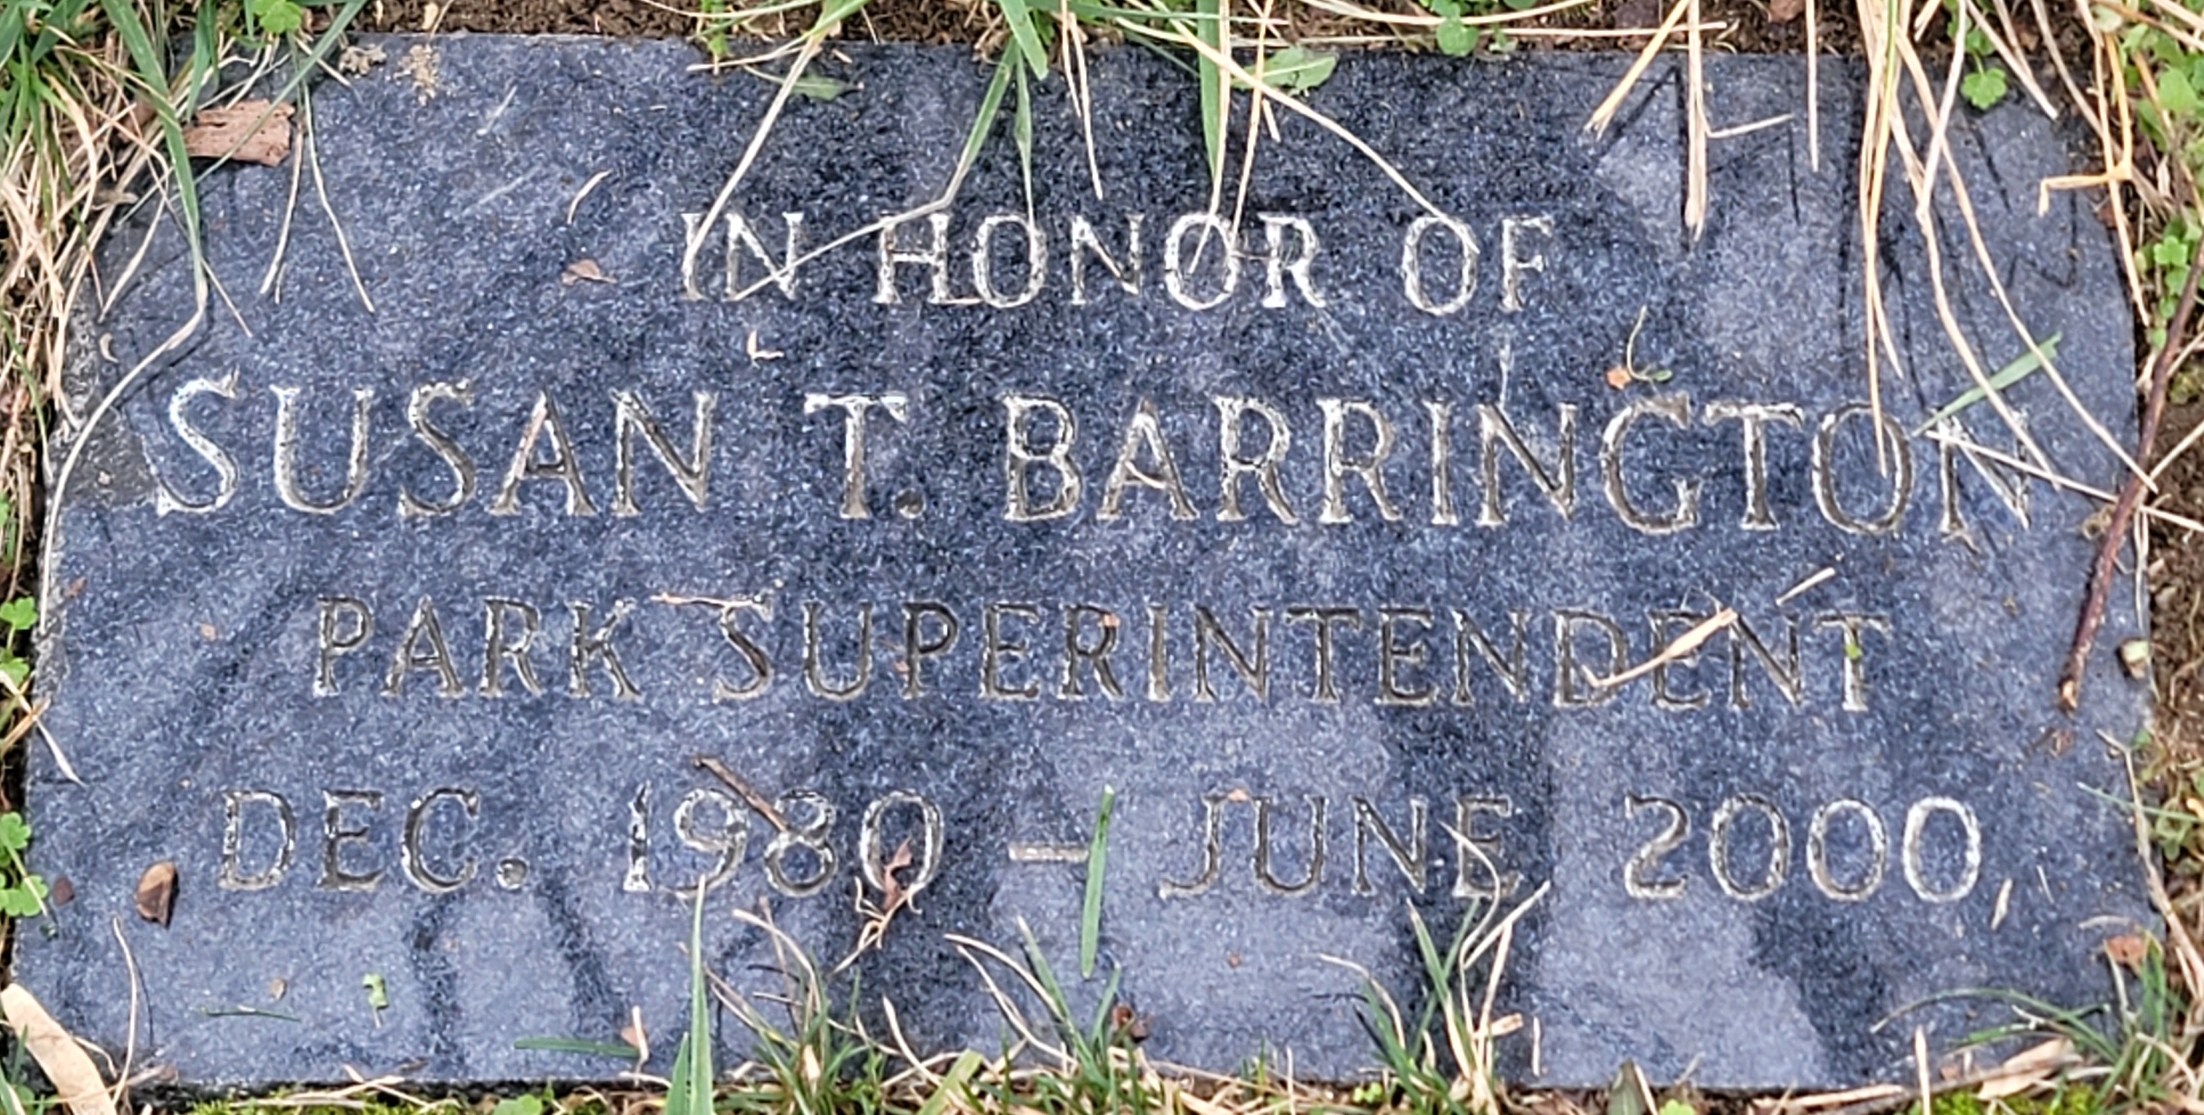 IN HONOR OF
SUSAN T. BARRINGTON
PARK SUPERINTENDENT
DEC. 1980 – JUNE 2000